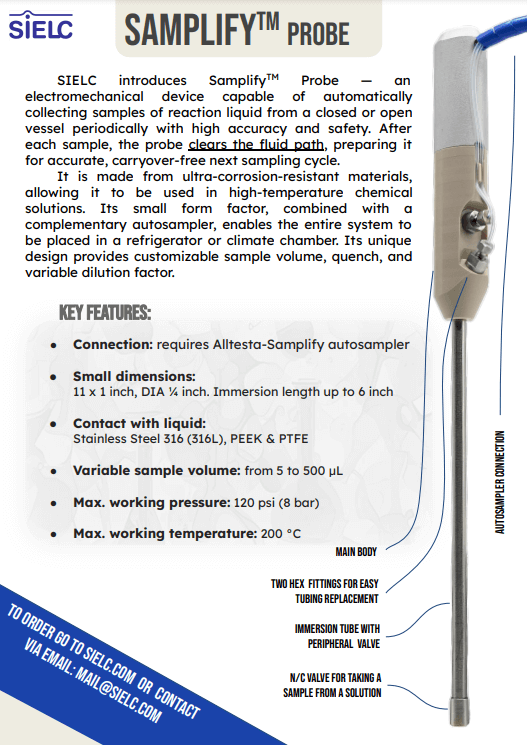 SiELC
SAMPLIFY™ PROBE
SIELC introduces Samplify™ Probe — an
electromechanical device capable of automatically
collecting samples of reaction liquid from a closed or open
vessel periodically with high accuracy and safety. After
each sample, the probe clears the fluid path, preparing it
for accurate, carryover-free next sampling cycle.
It is made from ultra-corrosion-resistant materials,
allowing it to be used in high-temperature chemical
solutions. Its small form factor, combined with a
complementary autosampler, enables the entire system to
be placed in a refrigerator or climate chamber. Its unique
design provides customizable sample volume, quench, and
variable dilution factor.
KEY FEATURES:
● Connection: requires Alltesta-Samplify autosampler
● Small dimensions:
11 x 1 inch, DIA ¼ inch. Immersion length up to 6 inch
● Contact with liquid:
Stainless Steel 316 (316L), PEEK & PTFE
● Variable sample volume: from 5 to 500 µL
● Max. working pressure: 120 psi (8 bar)
● Max. working temperature: 200 °C
AUTOSAMPLER CONNECTION
MAIN BODY
TWO HEX FITTINGS FOR EASY
TUBING REPLACEMENT
IMMERSION TUBE WITH
PERIPHERAL VALVE
N/C VALVE FOR TAKING A
SAMPLE FROM A SOLUTION
TO ORDER GO TO SIELC.COM OR CONTACT
VIA EMAIL: MAIL@SIELC.COM